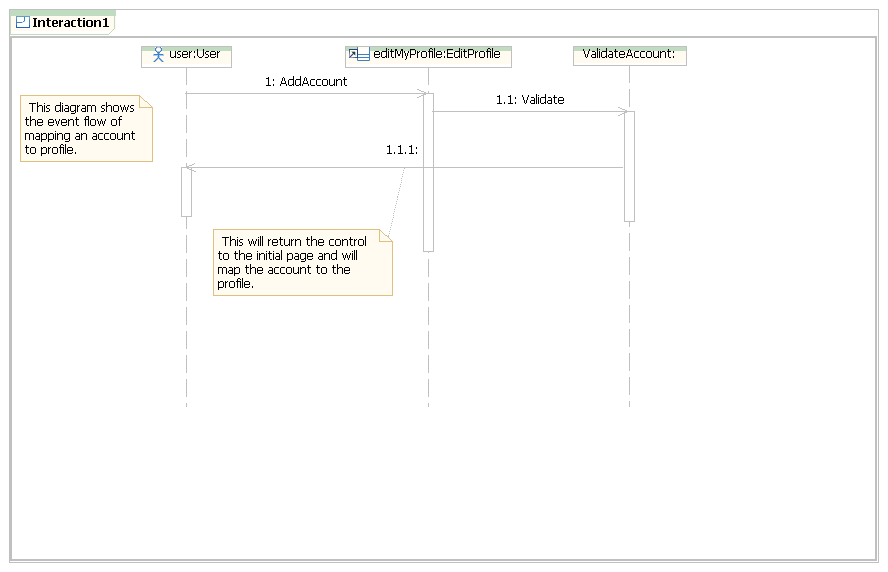 Interaction1
user:User
editMyProfile:EditProfile
ValidateAccount:
1: AddAccount
1.1: Validate
This diagram shows
the event flow of
mapping an account
to profile.
1.1.1:
This will return the control
to the initial page and will
map the account to the
profile.